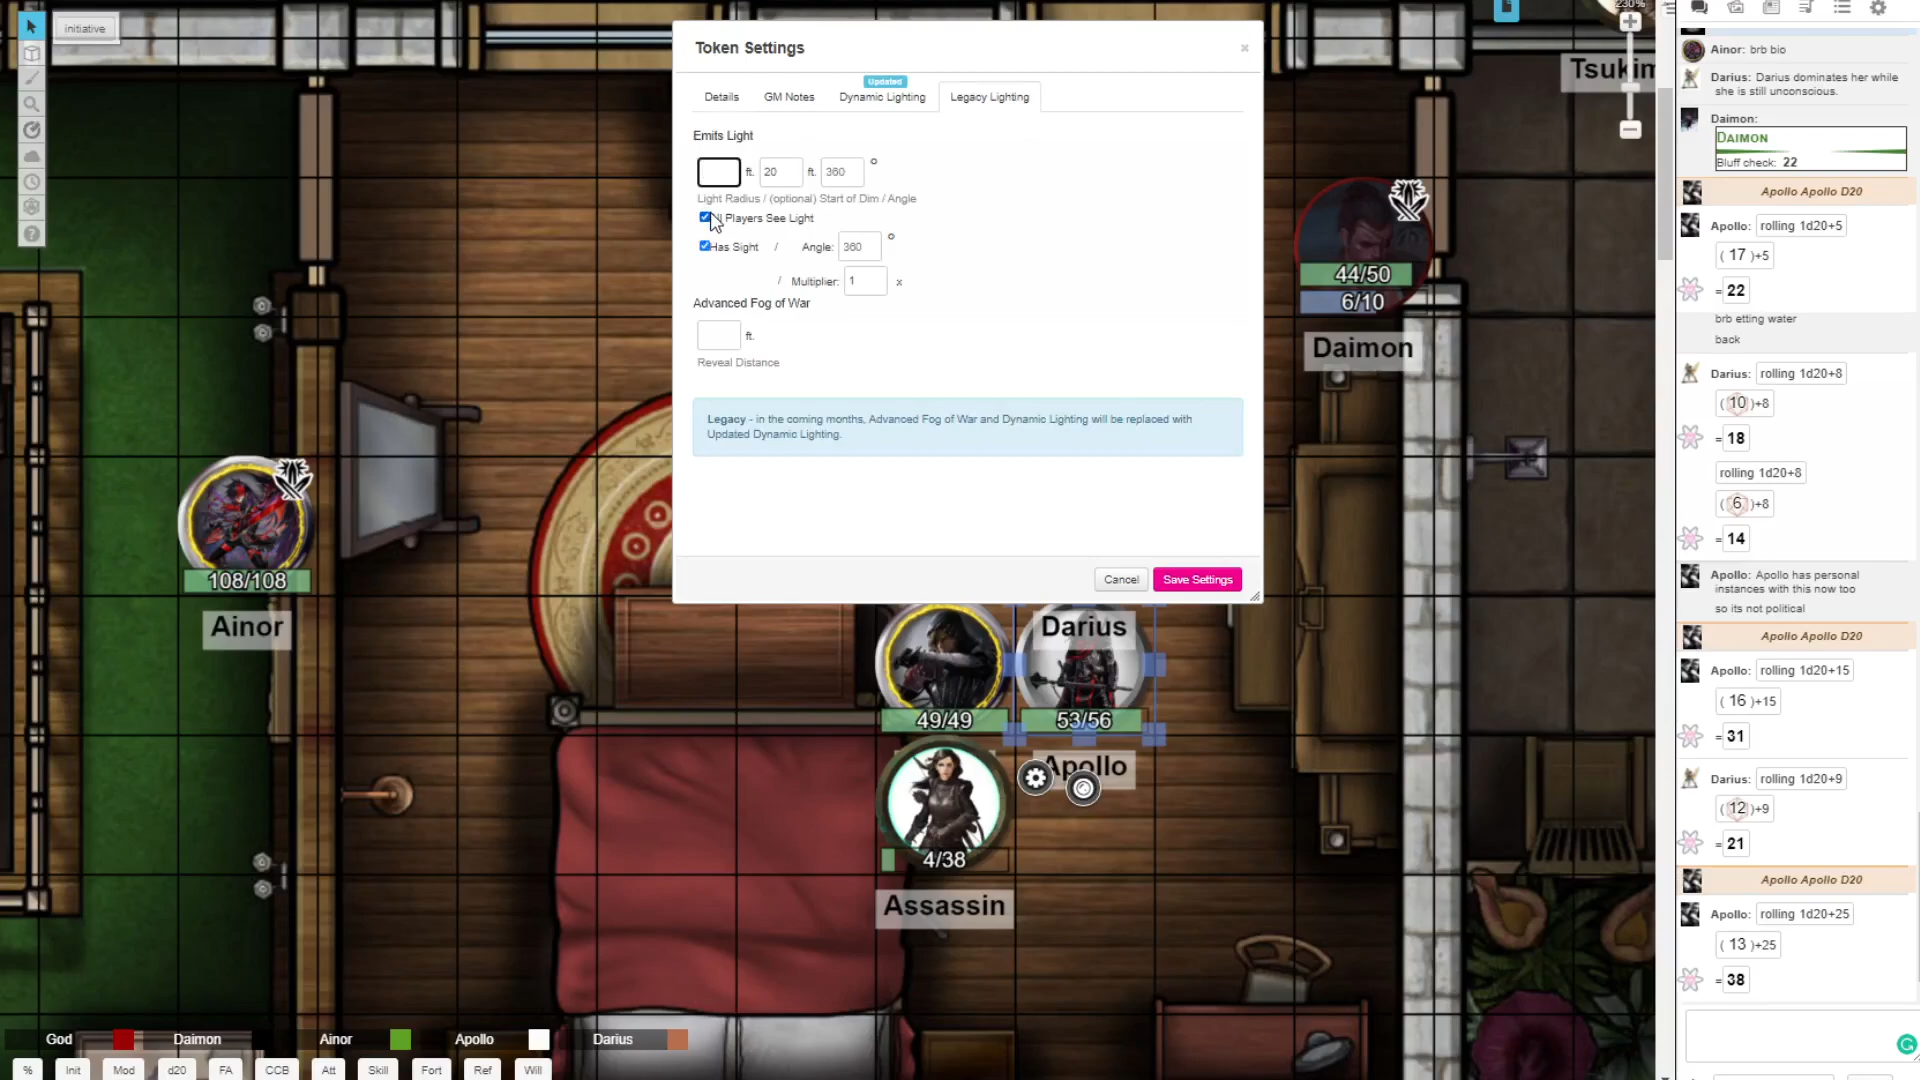 initiative
Token Settings
×
Updated
Details
GM Notes
Dynamic Lighting
Legacy Lighting
Emits Light
ft. 20 ft. 360 °
Light Radius / (optional) Start of Dim / Angle
Players See Light
Has Sight / Angle: 360 °
/ Multiplier: 1 x
Advanced Fog of War
ft.
Reveal Distance
Legacy - in the coming months, Advanced Fog of War and Dynamic Lighting will be replaced with
Updated Dynamic Lighting.
Cancel
Save Settings
230%
44/50
6/10
Daimon
108/108
Ainor
Darius
49/49
53/56
Apollo
4/38
Assassin
God
Daimon
Ainor
Apollo
Darius
%
Init
Mod
d20
FA
CCB
Att
Skill
Fort
Ref
Will
Ainor: brb bio
Darius: Darius dominates her while
she is still unconscious.
Daimon:
DAIMON
Bluff check: 22
Apollo Apollo D20
Apollo: rolling 1d20+5
( 17 )+5
= 22
brb etting water
back
Darius: rolling 1d20+8
( 10 )+8
= 18
rolling 1d20+8
( 6 )+8
= 14
Apollo: Apollo has personal
instances with this now too
so its not political
Apollo Apollo D20
Apollo: rolling 1d20+15
( 16 )+15
= 31
Darius: rolling 1d20+9
( 12 )+9
= 21
Apollo Apollo D20
Apollo: rolling 1d20+25
( 13 )+25
= 38